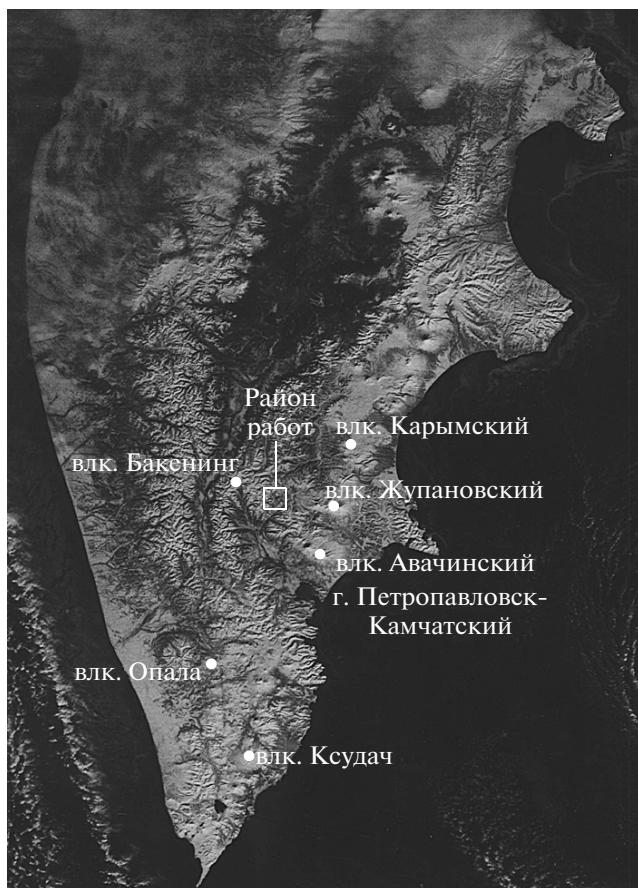 Район
работ
влк. Карымский
влк. Бакенинг
влк. Жупановский
влк. Авачинский
г. Петропавловск-
Камчатский
влк. Опала
влк. Ксудач